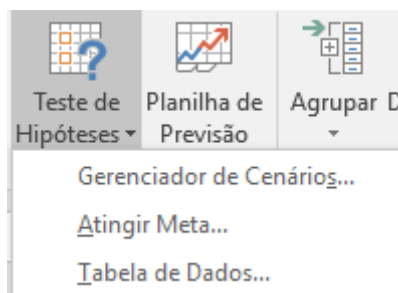 Teste de Hipóteses
Planilha de Previsão
Agrupar D
Gerenciador de Cenários...
Atingir Meta...
Tabela de Dados...